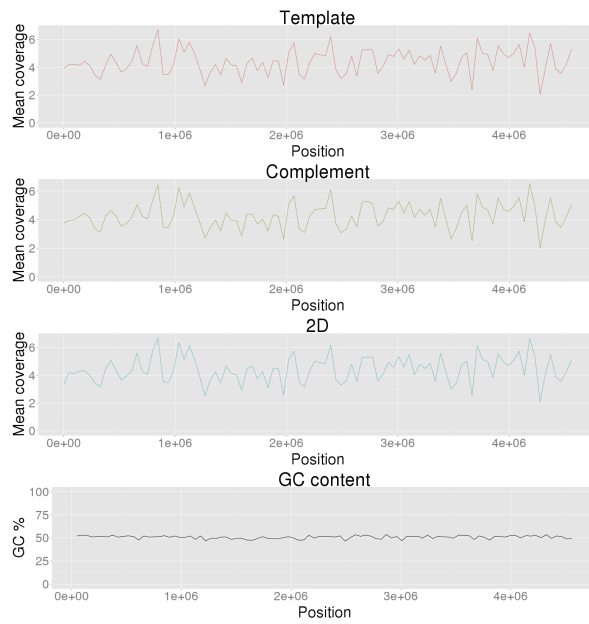 Template
Mean coverage
6
4
2
0
0e+00 1e+06 2e+06 3e+06 4e+06
Position
Complement
Mean coverage
6
4
2
0
0e+00 1e+06 2e+06 3e+06 4e+06
Position
2D
Mean coverage
6
4
2
0
0e+00 1e+06 2e+06 3e+06 4e+06
Position
GC content
GC %
100
75
50
25
0
0e+00 1e+06 2e+06 3e+06 4e+06
Position